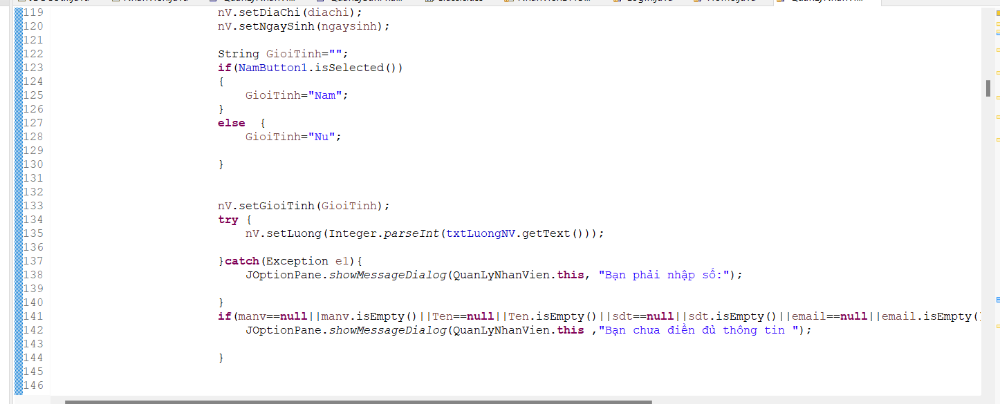 119 nV.setDiaChi(diachi);
120 nV.setNgaySinh(ngaysinh);
121
122 String GioiTinh="";
123 if(NamButton1.isSelected())
124 {
125 GioiTinh="Nam";
126 }
127 else {
128 GioiTinh="Nu";
129
130 }
131
132
133 nV.setGioiTinh(GioiTinh);
134 try {
135 nV.setLuong(Integer.parseInt(txtLuongNV.getText()));
136
137 }catch(Exception e1){
138 JOptionPane.showMessageDialog(QuanLyNhanVien.this, "Bạn phải nhập số:");
139
140 }
141 if(manv==null||manv.isEmpty()||Ten==null||Ten.isEmpty()||sdt==null||sdt.isEmpty()||email==null||email.isEmpty()
142 JOptionPane.showMessageDialog(QuanLyNhanVien.this ,"Bạn chưa điền đủ thông tin ");
143
144 }
145
146